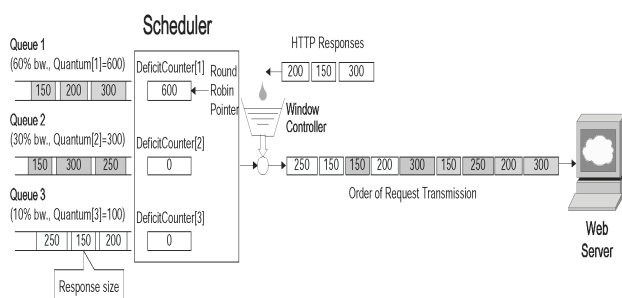 Scheduler
Queue 1
(60% bw., Quantum[1]=600)
150 200 300
DeficitCounter[1]
600
Round
Robin
Pointer
HTTP Responses
200 150 300
Window
Controller
Queue 2
(30% bw., Quantum[2]=300)
150 300 250
DeficitCounter[2]
0
250 150 150 200 300 150 250 200 300
Order of Request Transmission
Queue 3
(10% bw., Quantum[3]=100)
250 150 200
DeficitCounter[3]
0
Response size
Web
Server